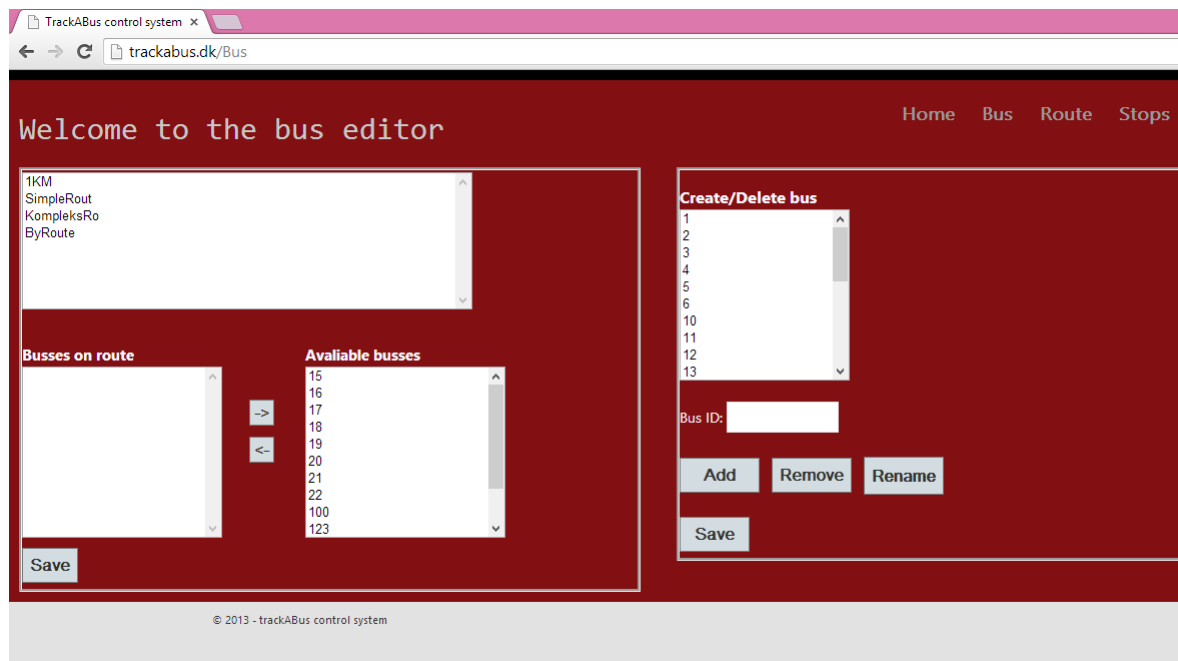 TrackABus control system ×
trackabus.dk/Bus
Welcome to the bus editor
Home Bus Route Stops
1KM
SimpleRout
KompleksRo
ByRoute
Busses on route
->
<-
Avaliable busses
15
16
17
18
19
20
21
22
100
123
Save
Create/Delete bus
1
2
3
4
5
6
10
11
12
13
Bus ID:
Add Remove Rename
Save
© 2013 - trackABus control system